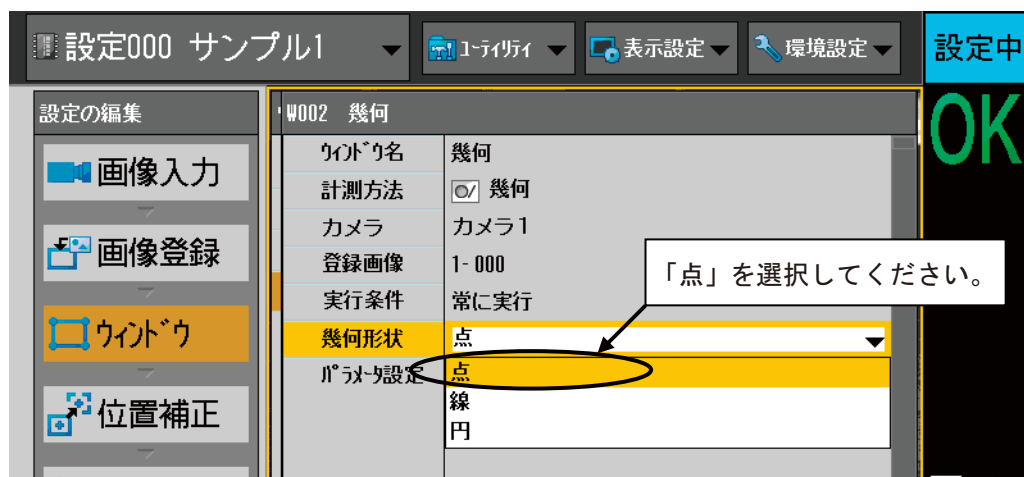 設定000 サンプル1
ユーティリティ
表示設定
環境設定
設定中
OK
設定の編集
画像入力
画像登録
ウィンドウ
位置補正
W002 幾何
ウィンドウ名 幾何
計測方法 幾何
カメラ カメラ1
登録画像 1-000
実行条件 常に実行
幾何形状 点
パラメータ設定
点
線
円
「点」を選択してください。